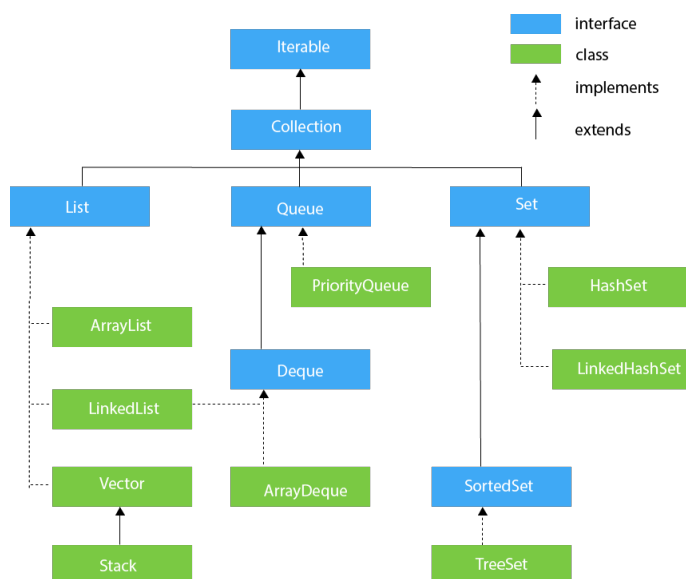 interface
class
implements
extends
Iterable
Collection
List
Queue
Set
PriorityQueue
HashSet
ArrayList
Deque
LinkedHashSet
LinkedList
Vector
ArrayDeque
SortedSet
Stack
TreeSet